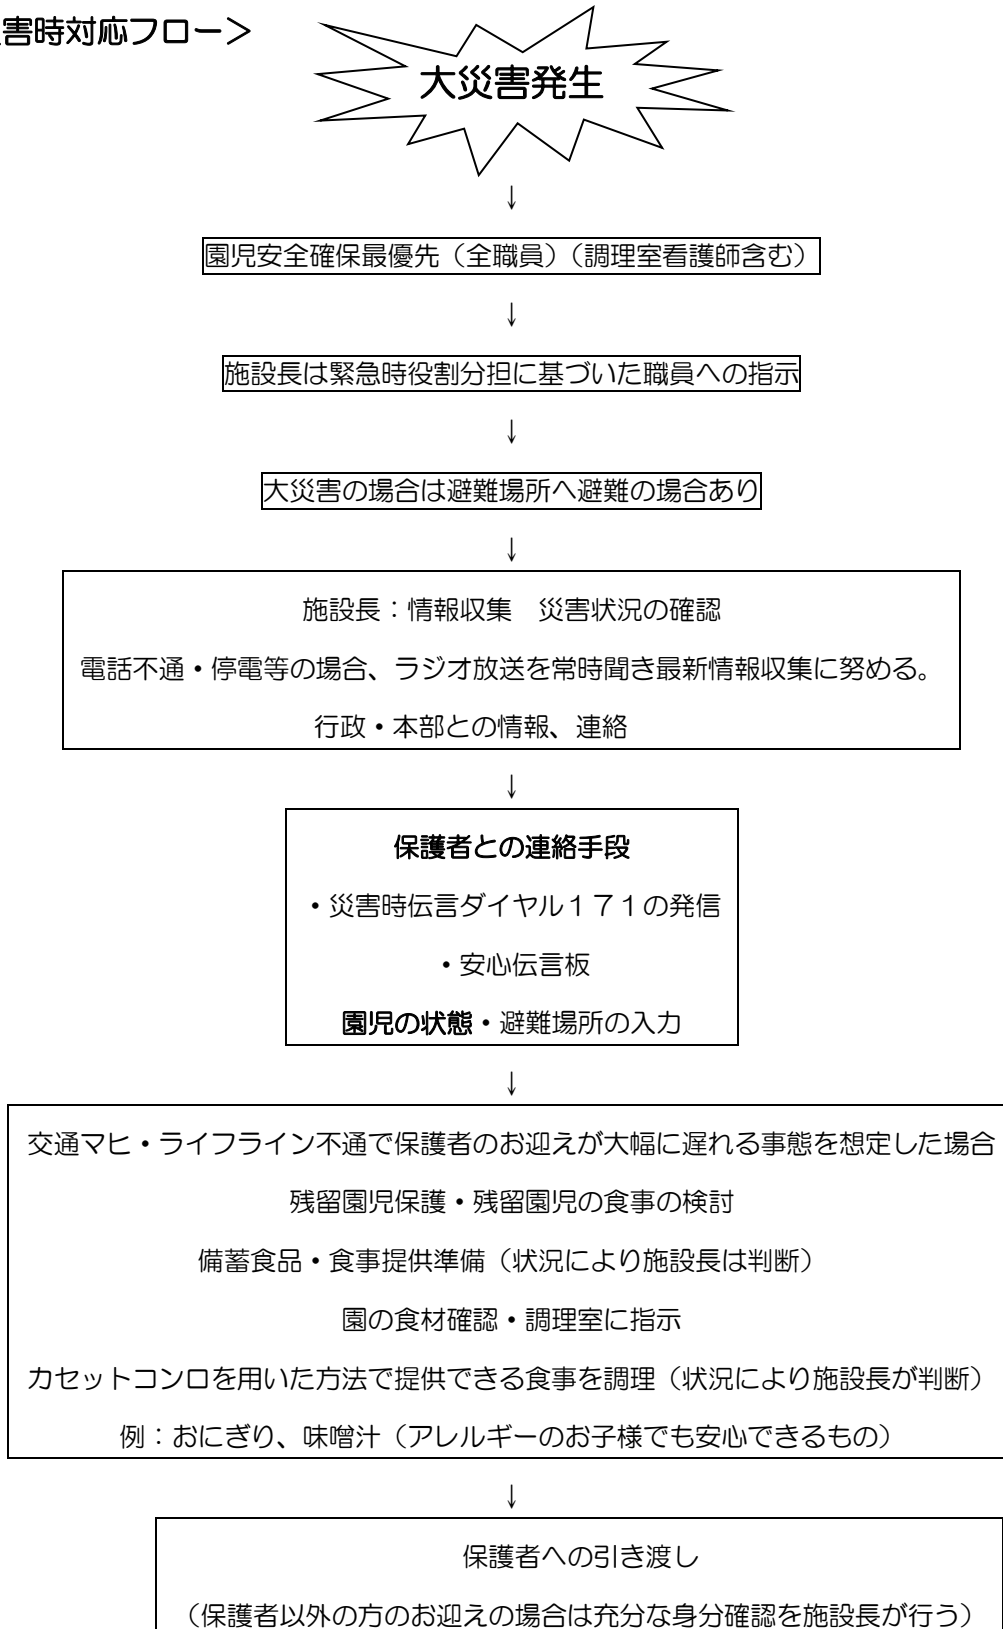 害時対応フロー＞
大災害発生
↓
園児安全確保最優先（全職員）（調理室看護師含む）
↓
施設長は緊急時役割分担に基づいた職員への指示
↓
大災害の場合は避難場所へ避難の場合あり
↓
施設長：情報収集　災害状況の確認
電話不通・停電等の場合、ラジオ放送を常時聞き最新情報収集に努める。
行政・本部との情報、連絡
↓
保護者との連絡手段
・災害時伝言ダイヤル１７１の発信
・安心伝言板
園児の状態・避難場所の入力
↓
交通マヒ・ライフライン不通で保護者のお迎えが大幅に遅れる事態を想定した場合
残留園児保護・残留園児の食事の検討
備蓄食品・食事提供準備（状況により施設長は判断）
園の食材確認・調理室に指示
カセットコンロを用いた方法で提供できる食事を調理（状況により施設長が判断）
例：おにぎり、味噌汁（アレルギーのお子様でも安心できるもの）
↓
保護者への引き渡し
（保護者以外の方のお迎えの場合は充分な身分確認を施設長が行う）